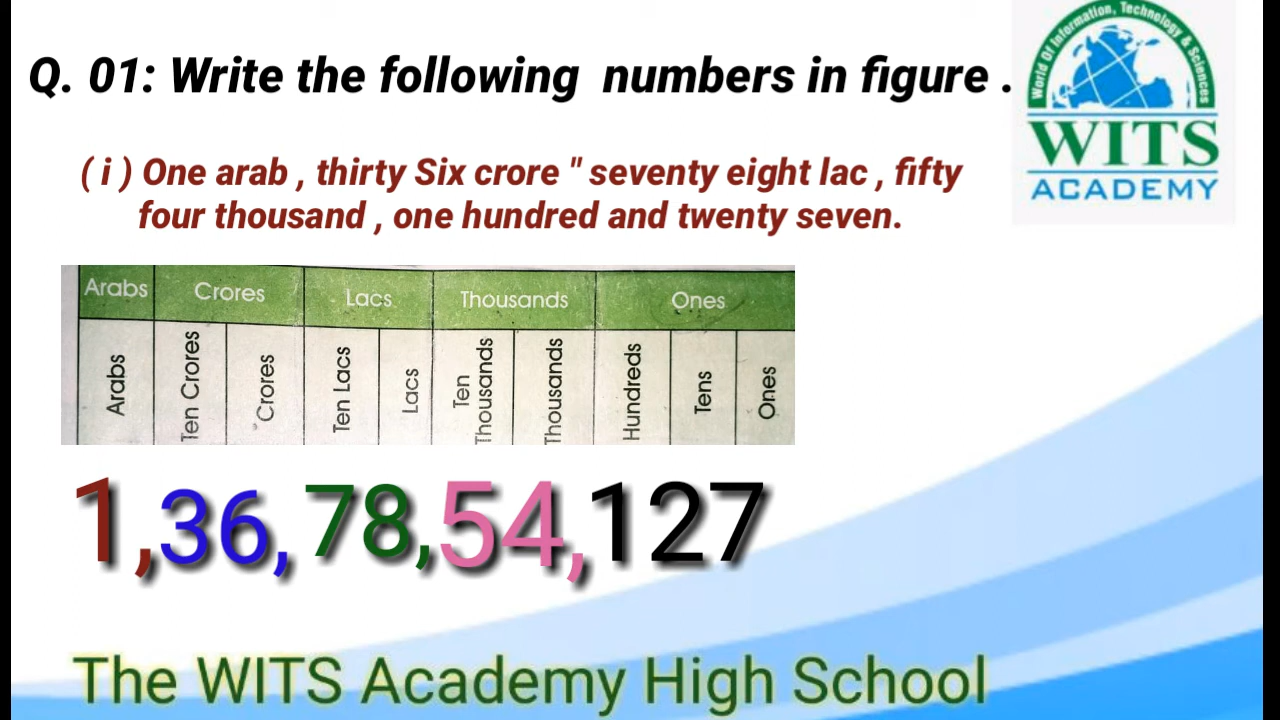 Q. 01: Write the following numbers in figure .
World Of Information, Technology & Sciences
WITS
ACADEMY
( i ) One arab , thirty Six crore " seventy eight lac , fifty
four thousand , one hundred and twenty seven.
Arabs Crores Lacs Thousands Ones
Arabs Ten Crores Crores Ten Lacs Lacs Ten Thousands Thousands Hundreds Tens Ones
1,36,78,54,127
The WITS Academy High School